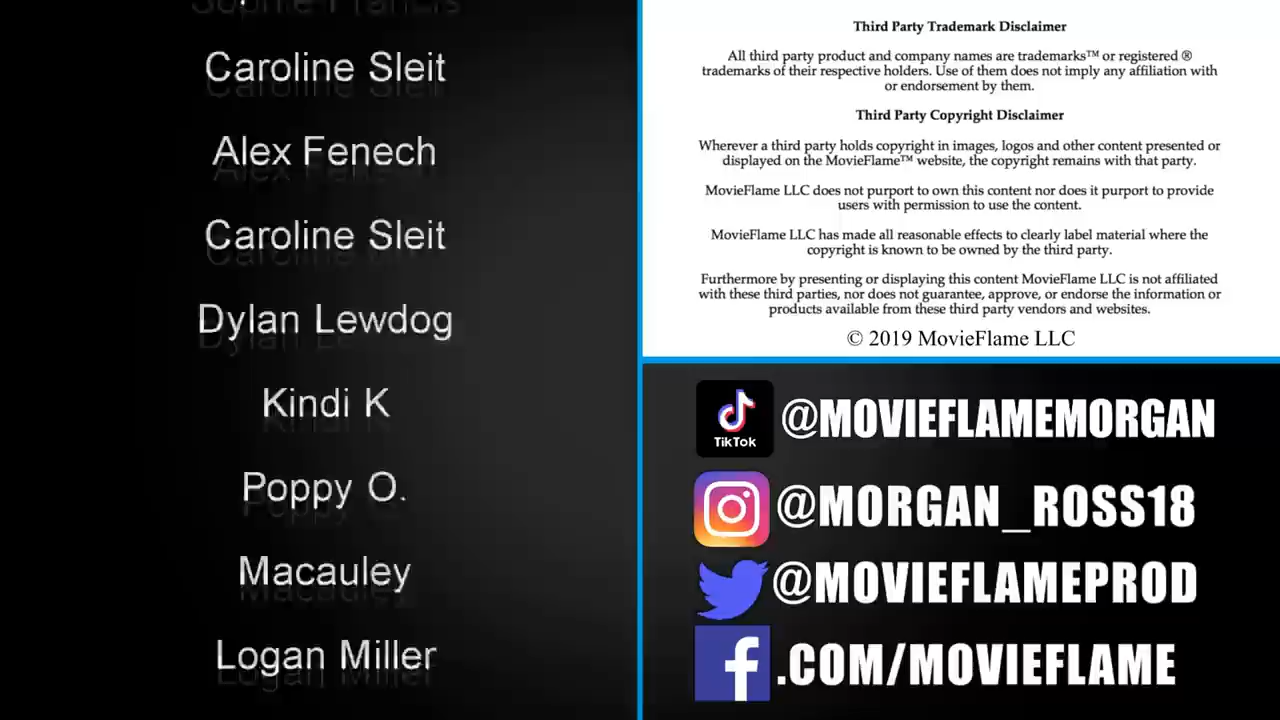 Sophie Francis
Caroline Sleit
Alex Fenech
Caroline Sleit
Dylan Lewdog
Kindi K
Poppy O.
Macauley
Logan Miller
Third Party Trademark Disclaimer
All third party product and company names are trademarks™ or registered ®
trademarks of their respective holders. Use of them does not imply any affiliation with
or endorsement by them.
Third Party Copyright Disclaimer
Wherever a third party holds copyright in images, logos and other content presented or
displayed on the MovieFlame™ website, the copyright remains with that party.
MovieFlame LLC does not purport to own this content nor does it purport to provide
users with permission to use the content.
MovieFlame LLC has made all reasonable effects to clearly label material where the
copyright is known to be owned by the third party.
Furthermore by presenting or displaying this content MovieFlame LLC is not affiliated
with these third parties, nor does not guarantee, approve, or endorse the information or
products available from these third party vendors and websites.
© 2019 MovieFlame LLC
TikTok @MOVIEFLAMEMORGAN
@MORGAN_ROSS18
@MOVIEFLAMEPROD
f .COM/MOVIEFLAME